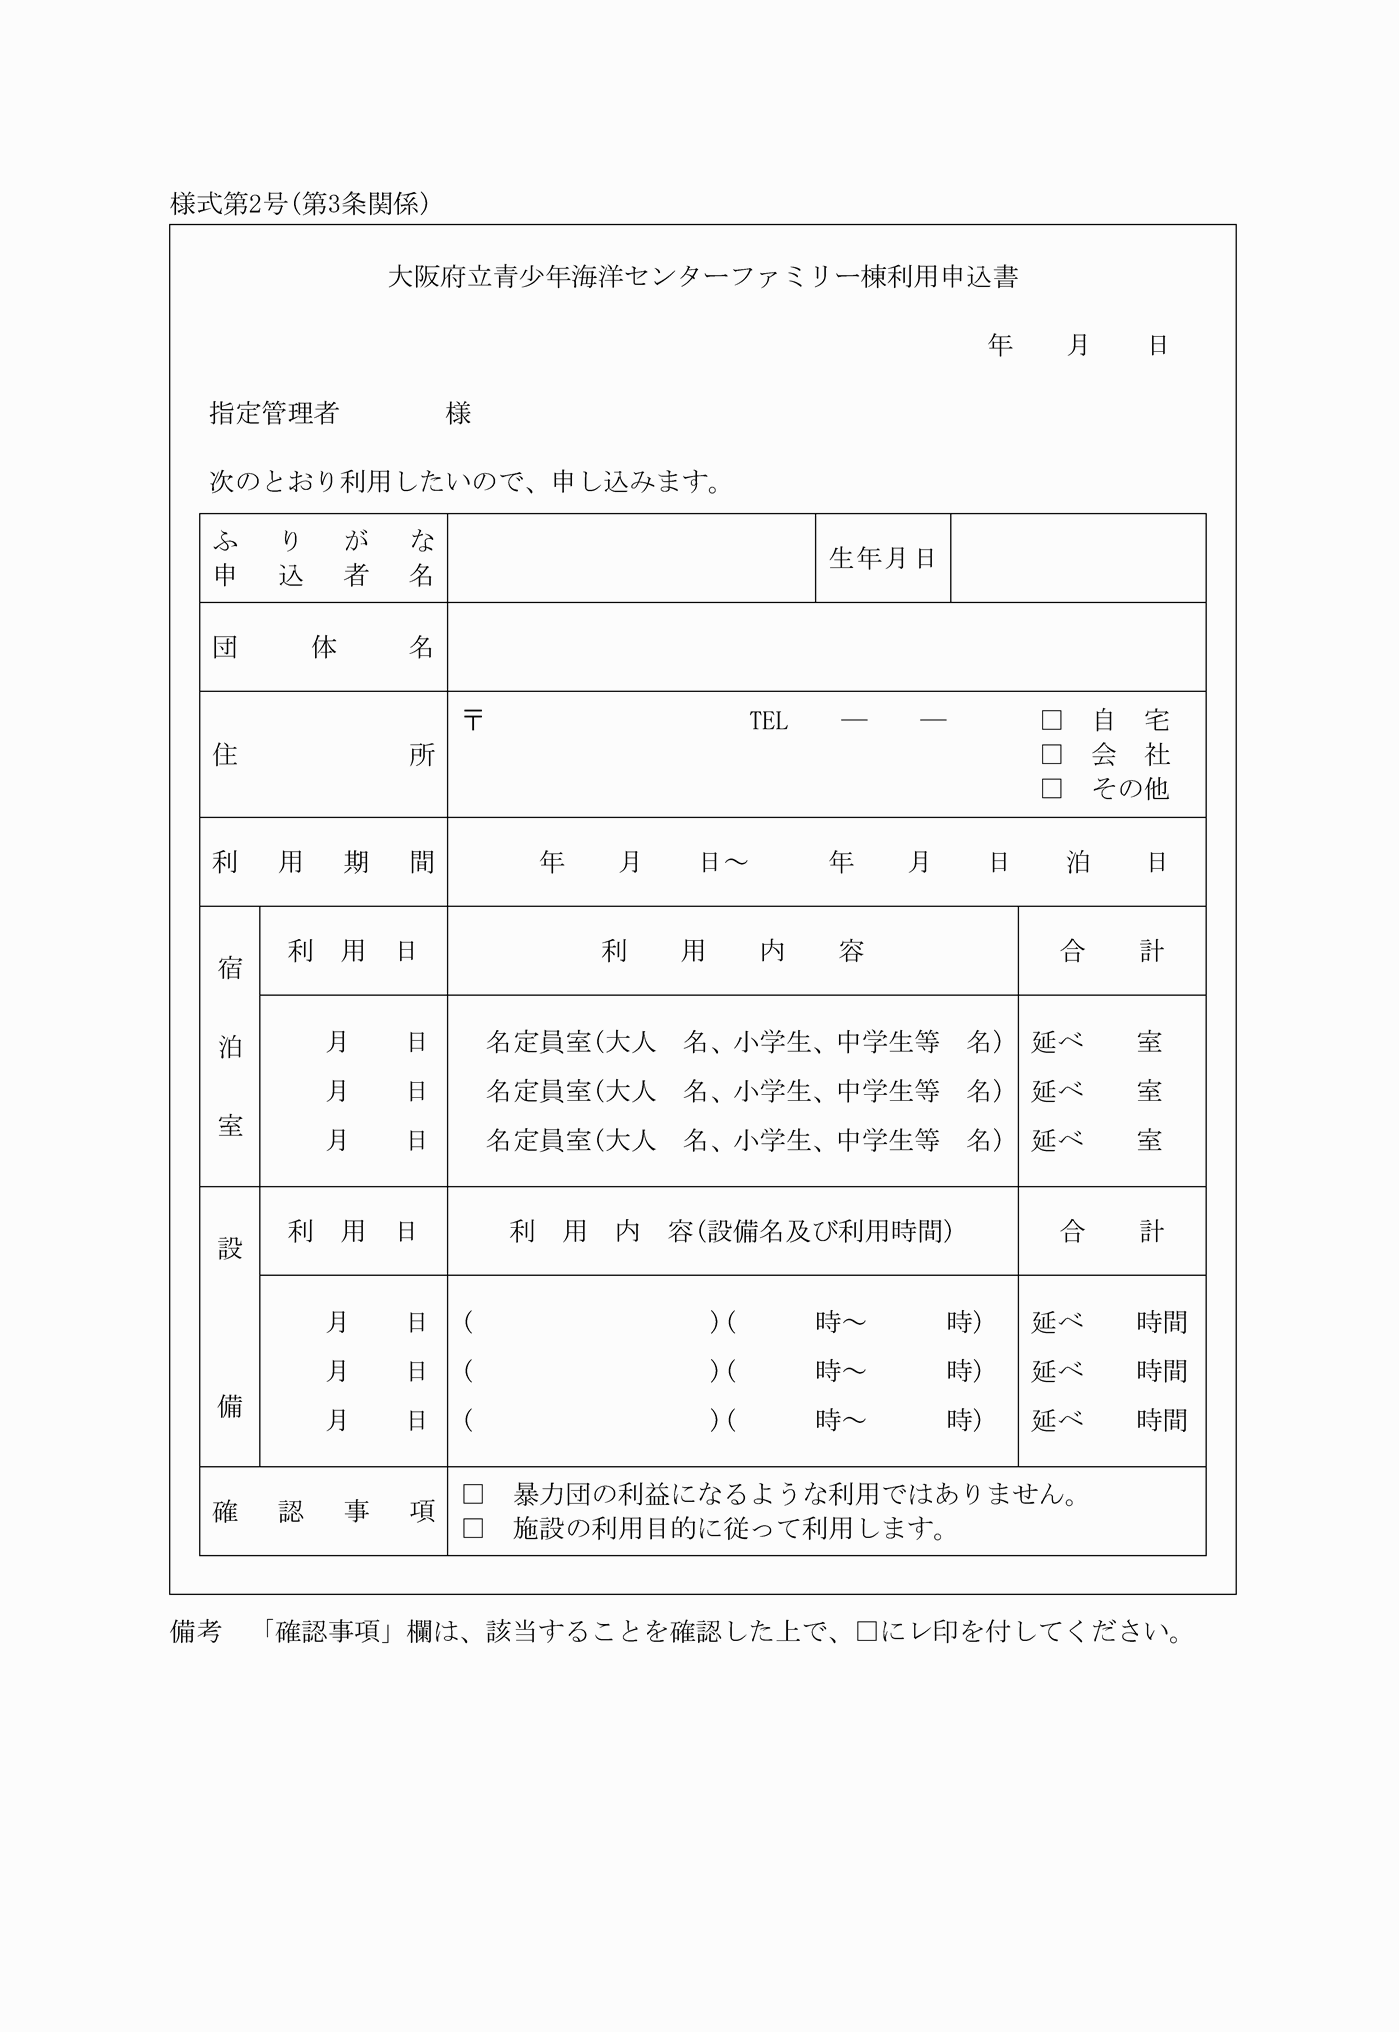 様式第2号(第3条関係)
大阪府立青少年海洋センターファミリー棟利用申込書
年　　月　　日
指定管理者　　　　様
次のとおり利用したいので、申し込みます。
ふりがな
申込者名
生年月日
団体名
住所
〒　　　　　　　　　　TEL　　―　　―　　　　□　自　宅
□　会　社
□　その他
利用期間
年　　月　　日～　　　年　　月　　日　　泊　　日
宿泊室
利　用　日
利　　用　　内　　容
合　　計
月　　日　　名定員室(大人　名、小学生、中学生等　名)　延べ　　室
月　　日　　名定員室(大人　名、小学生、中学生等　名)　延べ　　室
月　　日　　名定員室(大人　名、小学生、中学生等　名)　延べ　　室
設備
利　用　日
利　用　内　容(設備名及び利用時間)
合　　計
月　　日　(　　　　　　　　　)(　　　時～　　　時)　延べ　　時間
月　　日　(　　　　　　　　　)(　　　時～　　　時)　延べ　　時間
月　　日　(　　　　　　　　　)(　　　時～　　　時)　延べ　　時間
確認事項
□　暴力団の利益になるような利用ではありません。
□　施設の利用目的に従って利用します。
備考　「確認事項」欄は、該当することを確認した上で、□にレ印を付してください。